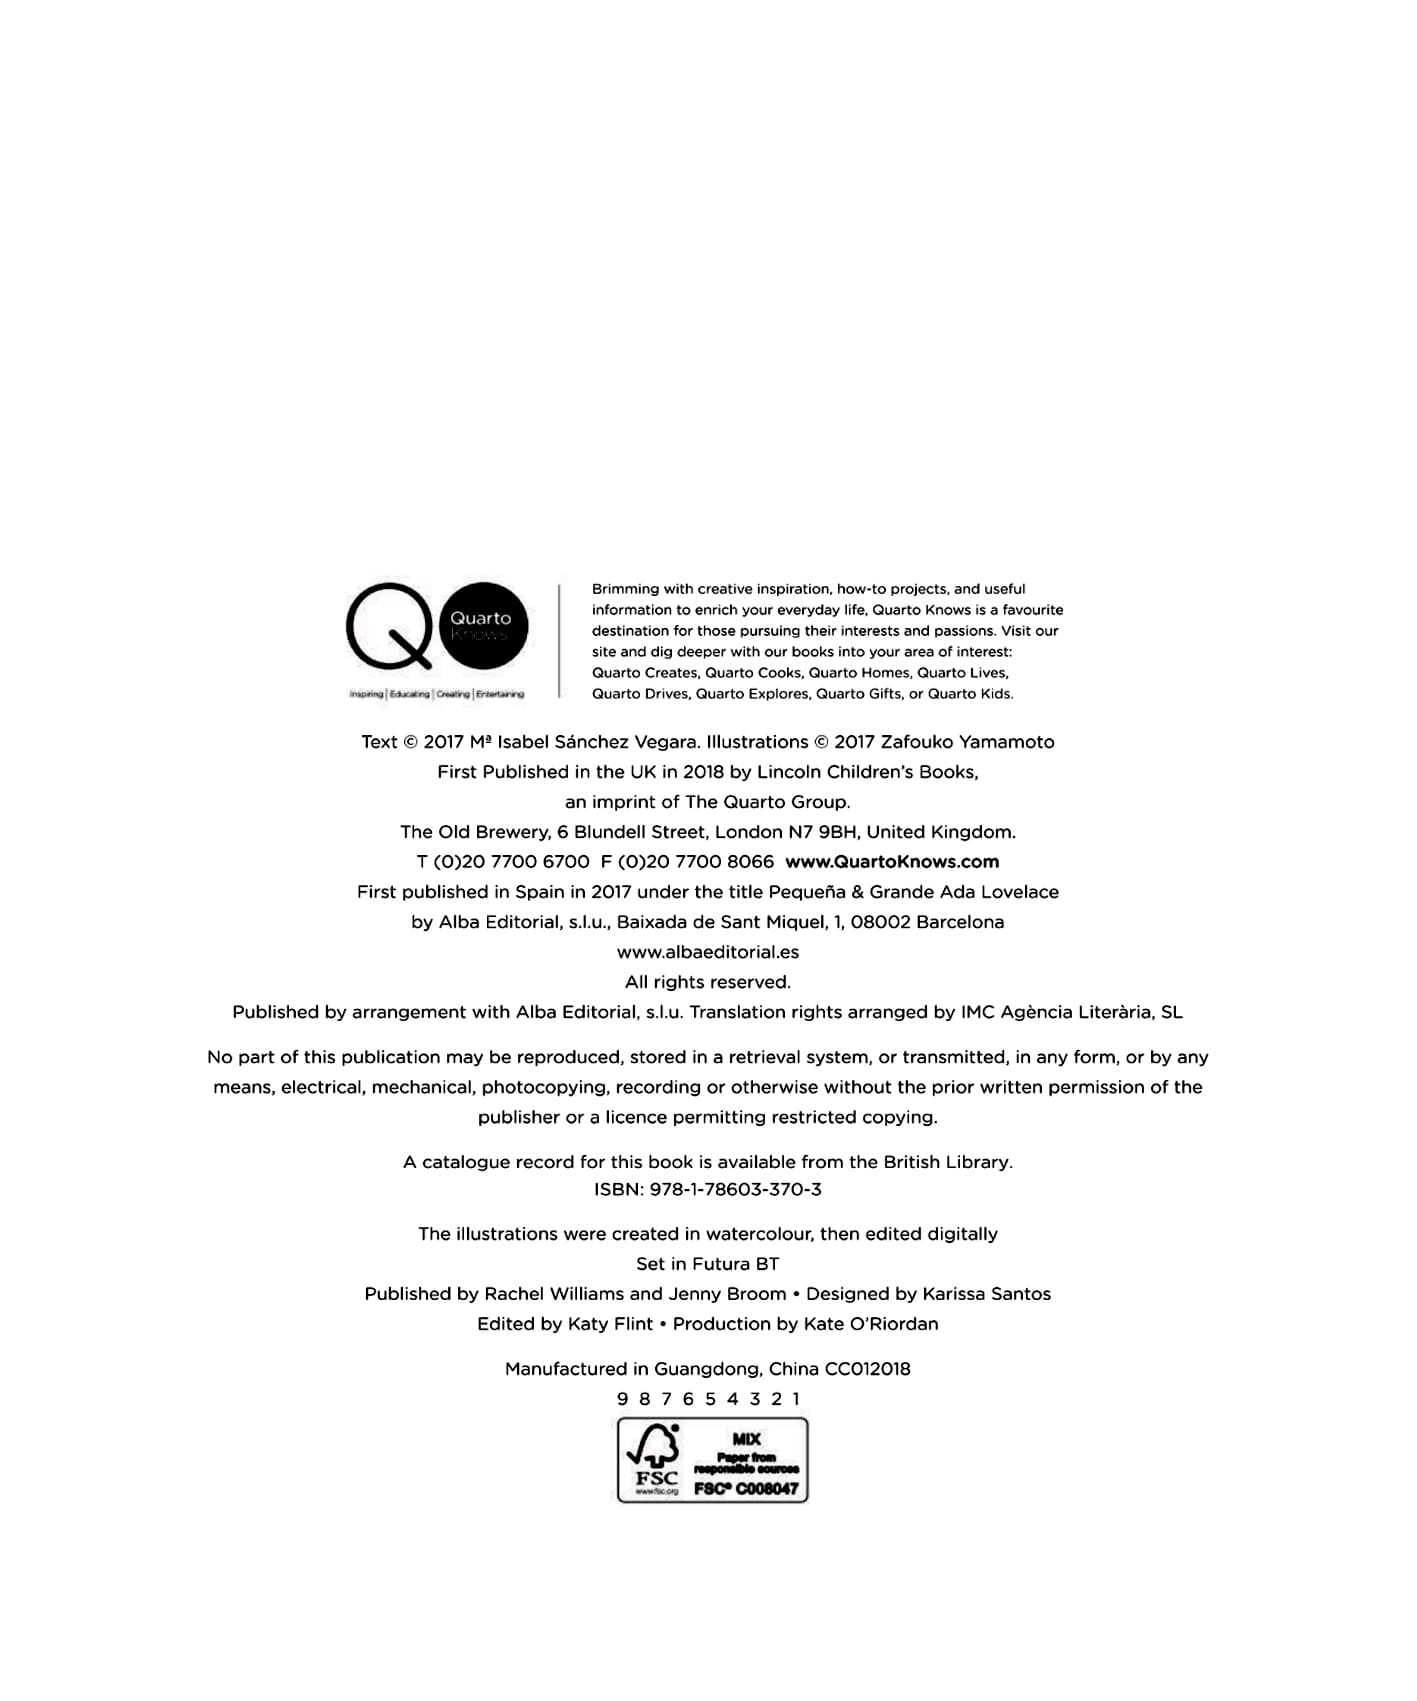 Quarto
Knows
Inspiring | Educating | Creating | Entertaining
Brimming with creative inspiration, how-to projects, and useful
information to enrich your everyday life, Quarto Knows is a favourite
destination for those pursuing their interests and passions. Visit our
site and dig deeper with our books into your area of interest:
Quarto Creates, Quarto Cooks, Quarto Homes, Quarto Lives,
Quarto Drives, Quarto Explores, Quarto Gifts, or Quarto Kids.
Text © 2017 Mª Isabel Sánchez Vegara. Illustrations © 2017 Zafouko Yamamoto
First Published in the UK in 2018 by Lincoln Children’s Books,
an imprint of The Quarto Group.
The Old Brewery, 6 Blundell Street, London N7 9BH, United Kingdom.
T (0)20 7700 6700 F (0)20 7700 8066 www.QuartoKnows.com
First published in Spain in 2017 under the title Pequeña & Grande Ada Lovelace
by Alba Editorial, s.l.u., Baixada de Sant Miquel, 1, 08002 Barcelona
www.albaeditorial.es
All rights reserved.
Published by arrangement with Alba Editorial, s.l.u. Translation rights arranged by IMC Agència Literària, SL
No part of this publication may be reproduced, stored in a retrieval system, or transmitted, in any form, or by any
means, electrical, mechanical, photocopying, recording or otherwise without the prior written permission of the
publisher or a licence permitting restricted copying.
A catalogue record for this book is available from the British Library.
ISBN: 978-1-78603-370-3
The illustrations were created in watercolour, then edited digitally
Set in Futura BT
Published by Rachel Williams and Jenny Broom • Designed by Karissa Santos
Edited by Katy Flint • Production by Kate O’Riordan
Manufactured in Guangdong, China CC012018
9 8 7 6 5 4 3 2 1
FSC
www.fsc.org
MIX
Paper from
responsible sources
FSC® C008047